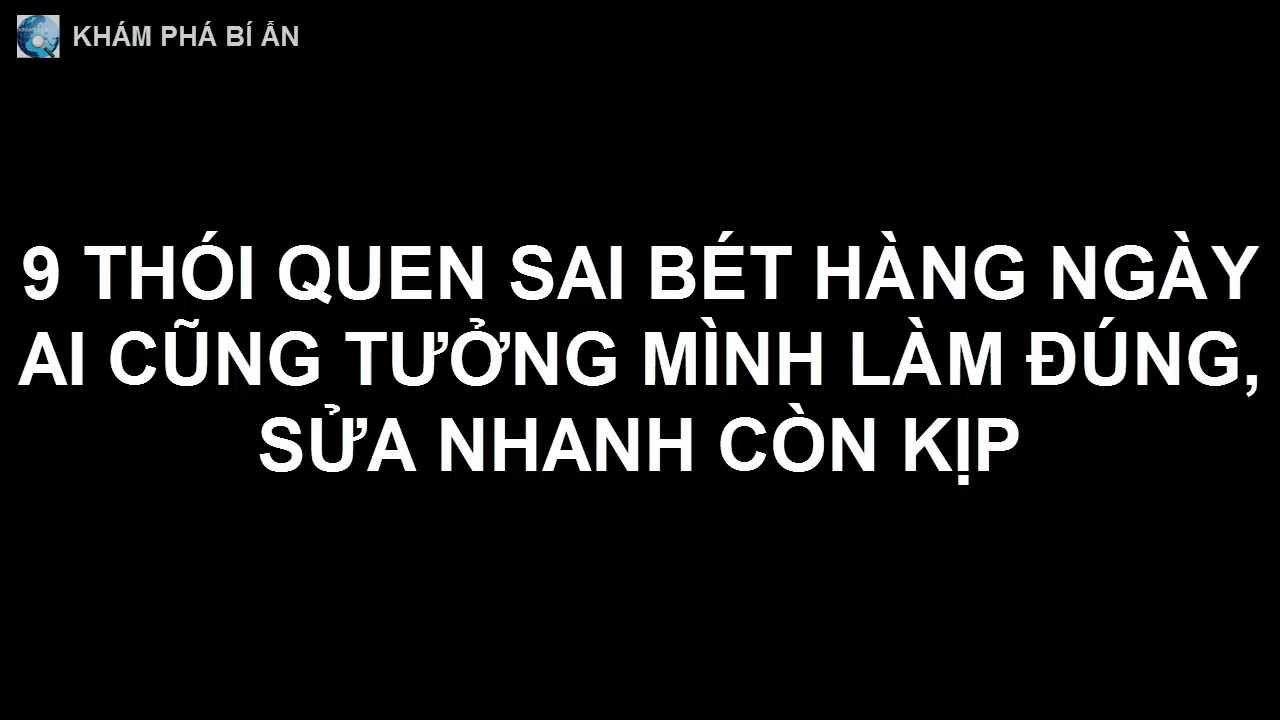 KHÁM PHÁ BÍ ẨN
9 THÓI QUEN SAI BÉT HÀNG NGÀY
AI CŨNG TƯỞNG MÌNH LÀM ĐÚNG,
SỬA NHANH CÒN KỊP